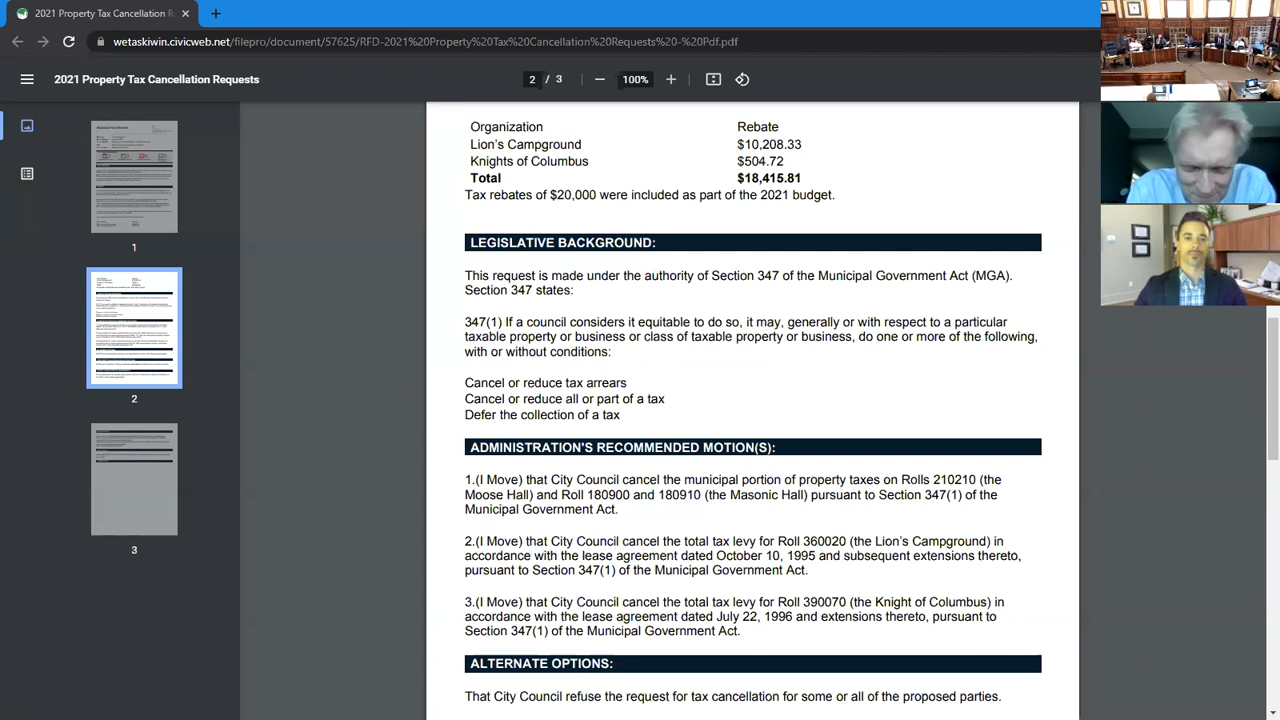 2021 Property Tax Cancellation R
wetaskiwin.civicweb.net/filepro/document/57625/RFD-2021%20Property%20Tax%20Cancellation%20Requests%20-%20Pdf.pdf
2021 Property Tax Cancellation Requests
2 / 3
100%
1
2
3
Organization Rebate
Lion's Campground $10,208.33
Knights of Columbus $504.72
Total $18,415.81
Tax rebates of $20,000 were included as part of the 2021 budget.
LEGISLATIVE BACKGROUND:
This request is made under the authority of Section 347 of the Municipal Government Act (MGA).
Section 347 states:
347(1) If a council considers it equitable to do so, it may, generally or with respect to a particular
taxable property or business or class of taxable property or business, do one or more of the following,
with or without conditions:
Cancel or reduce tax arrears
Cancel or reduce all or part of a tax
Defer the collection of a tax
ADMINISTRATION'S RECOMMENDED MOTION(S):
1.(I Move) that City Council cancel the municipal portion of property taxes on Rolls 210210 (the
Moose Hall) and Roll 180900 and 180910 (the Masonic Hall) pursuant to Section 347(1) of the
Municipal Government Act.
2.(I Move) that City Council cancel the total tax levy for Roll 360020 (the Lion's Campground) in
accordance with the lease agreement dated October 10, 1995 and subsequent extensions thereto,
pursuant to Section 347(1) of the Municipal Government Act.
3.(I Move) that City Council cancel the total tax levy for Roll 390070 (the Knight of Columbus) in
accordance with the lease agreement dated July 22, 1996 and extensions thereto, pursuant to
Section 347(1) of the Municipal Government Act.
ALTERNATE OPTIONS:
That City Council refuse the request for tax cancellation for some or all of the proposed parties.